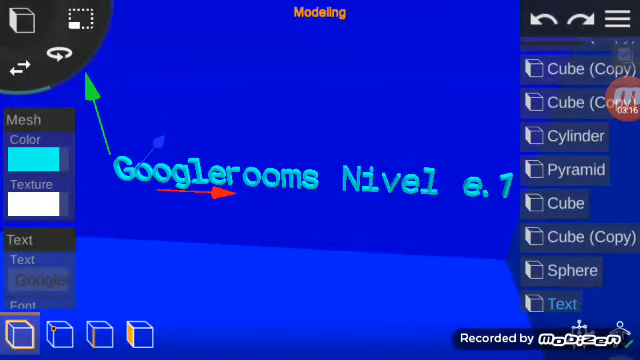 Modeling
Cube (Copy)
Cube (Copy)
03:16
Mesh
Color
Texture
Text
Text
Googler
Font
Googlerooms Nivel e.1
Cylinder
Pyramid
Cube
Cube (Copy)
Sphere
Text
Recorded by
MOBIZEN